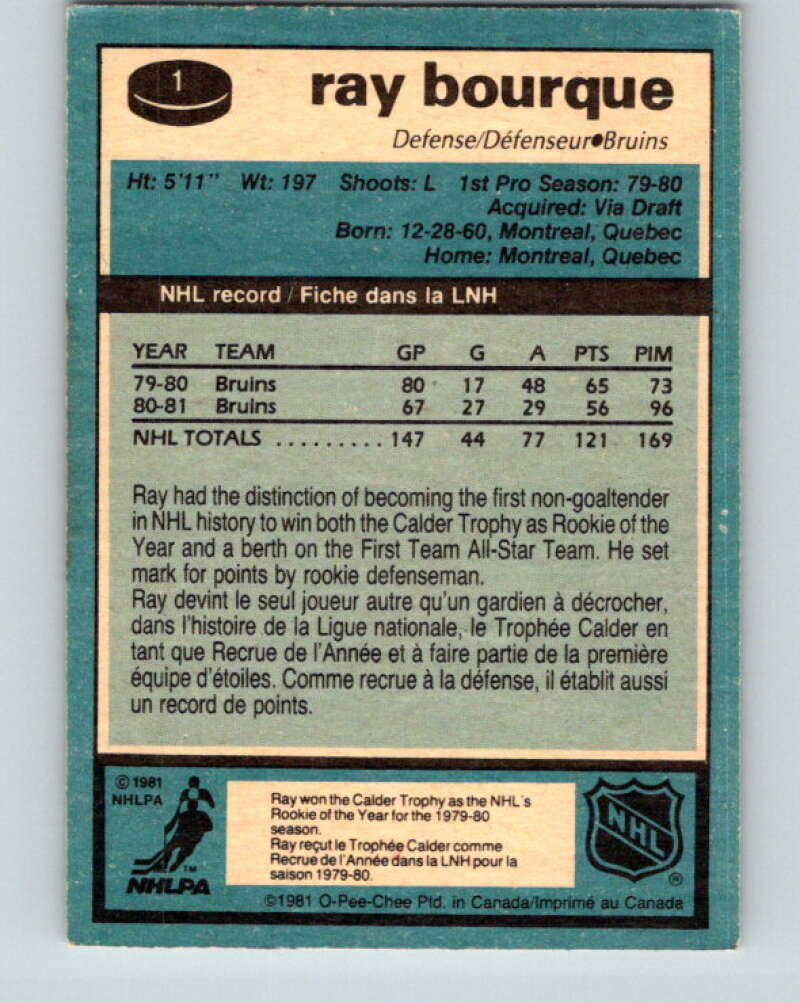 1
ray bourque
Defense/Défenseur●Bruins
Ht: 5'11" Wt: 197 Shoots: L 1st Pro Season: 79-80
Acquired: Via Draft
Born: 12-28-60, Montreal, Quebec
Home: Montreal, Quebec
NHL record / Fiche dans la LNH
YEAR TEAM GP G A PTS PIM
79-80 Bruins 80 17 48 65 73
80-81 Bruins 67 27 29 56 96
NHL TOTALS ......... 147 44 77 121 169
Ray had the distinction of becoming the first non-goaltender
in NHL history to win both the Calder Trophy as Rookie of the
Year and a berth on the First Team All-Star Team. He set
mark for points by rookie defenseman.
Ray devint le seul joueur autre qu'un gardien à décrocher,
dans l'histoire de la Ligue nationale, le Trophée Calder en
tant que Recrue de l'Année et à faire partie de la première
équipe d'étoiles. Comme recrue à la défense, il établit aussi
un record de points.
© 1981
NHLPA
TM
NHLPA
Ray won the Calder Trophy as the NHL's
Rookie of the Year for the 1979-80
season.
Ray reçut le Trophée Calder comme
Recrue de l'Année dans la LNH pour la
saison 1979-80.
NHL
®
©1981 O-Pee-Chee Ptd. in Canada/Imprimé au Canada